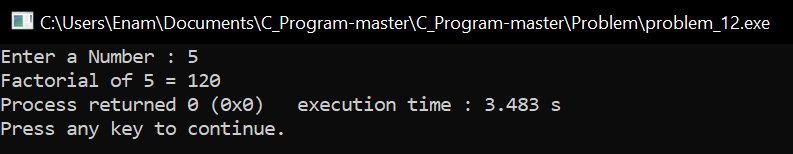 C:\Users\Enam\Documents\C_Program-master\C_Program-master\Problem\problem_12.exe
Enter a Number : 5
Factorial of 5 = 120
Process returned 0 (0x0)   execution time : 3.483 s
Press any key to continue.